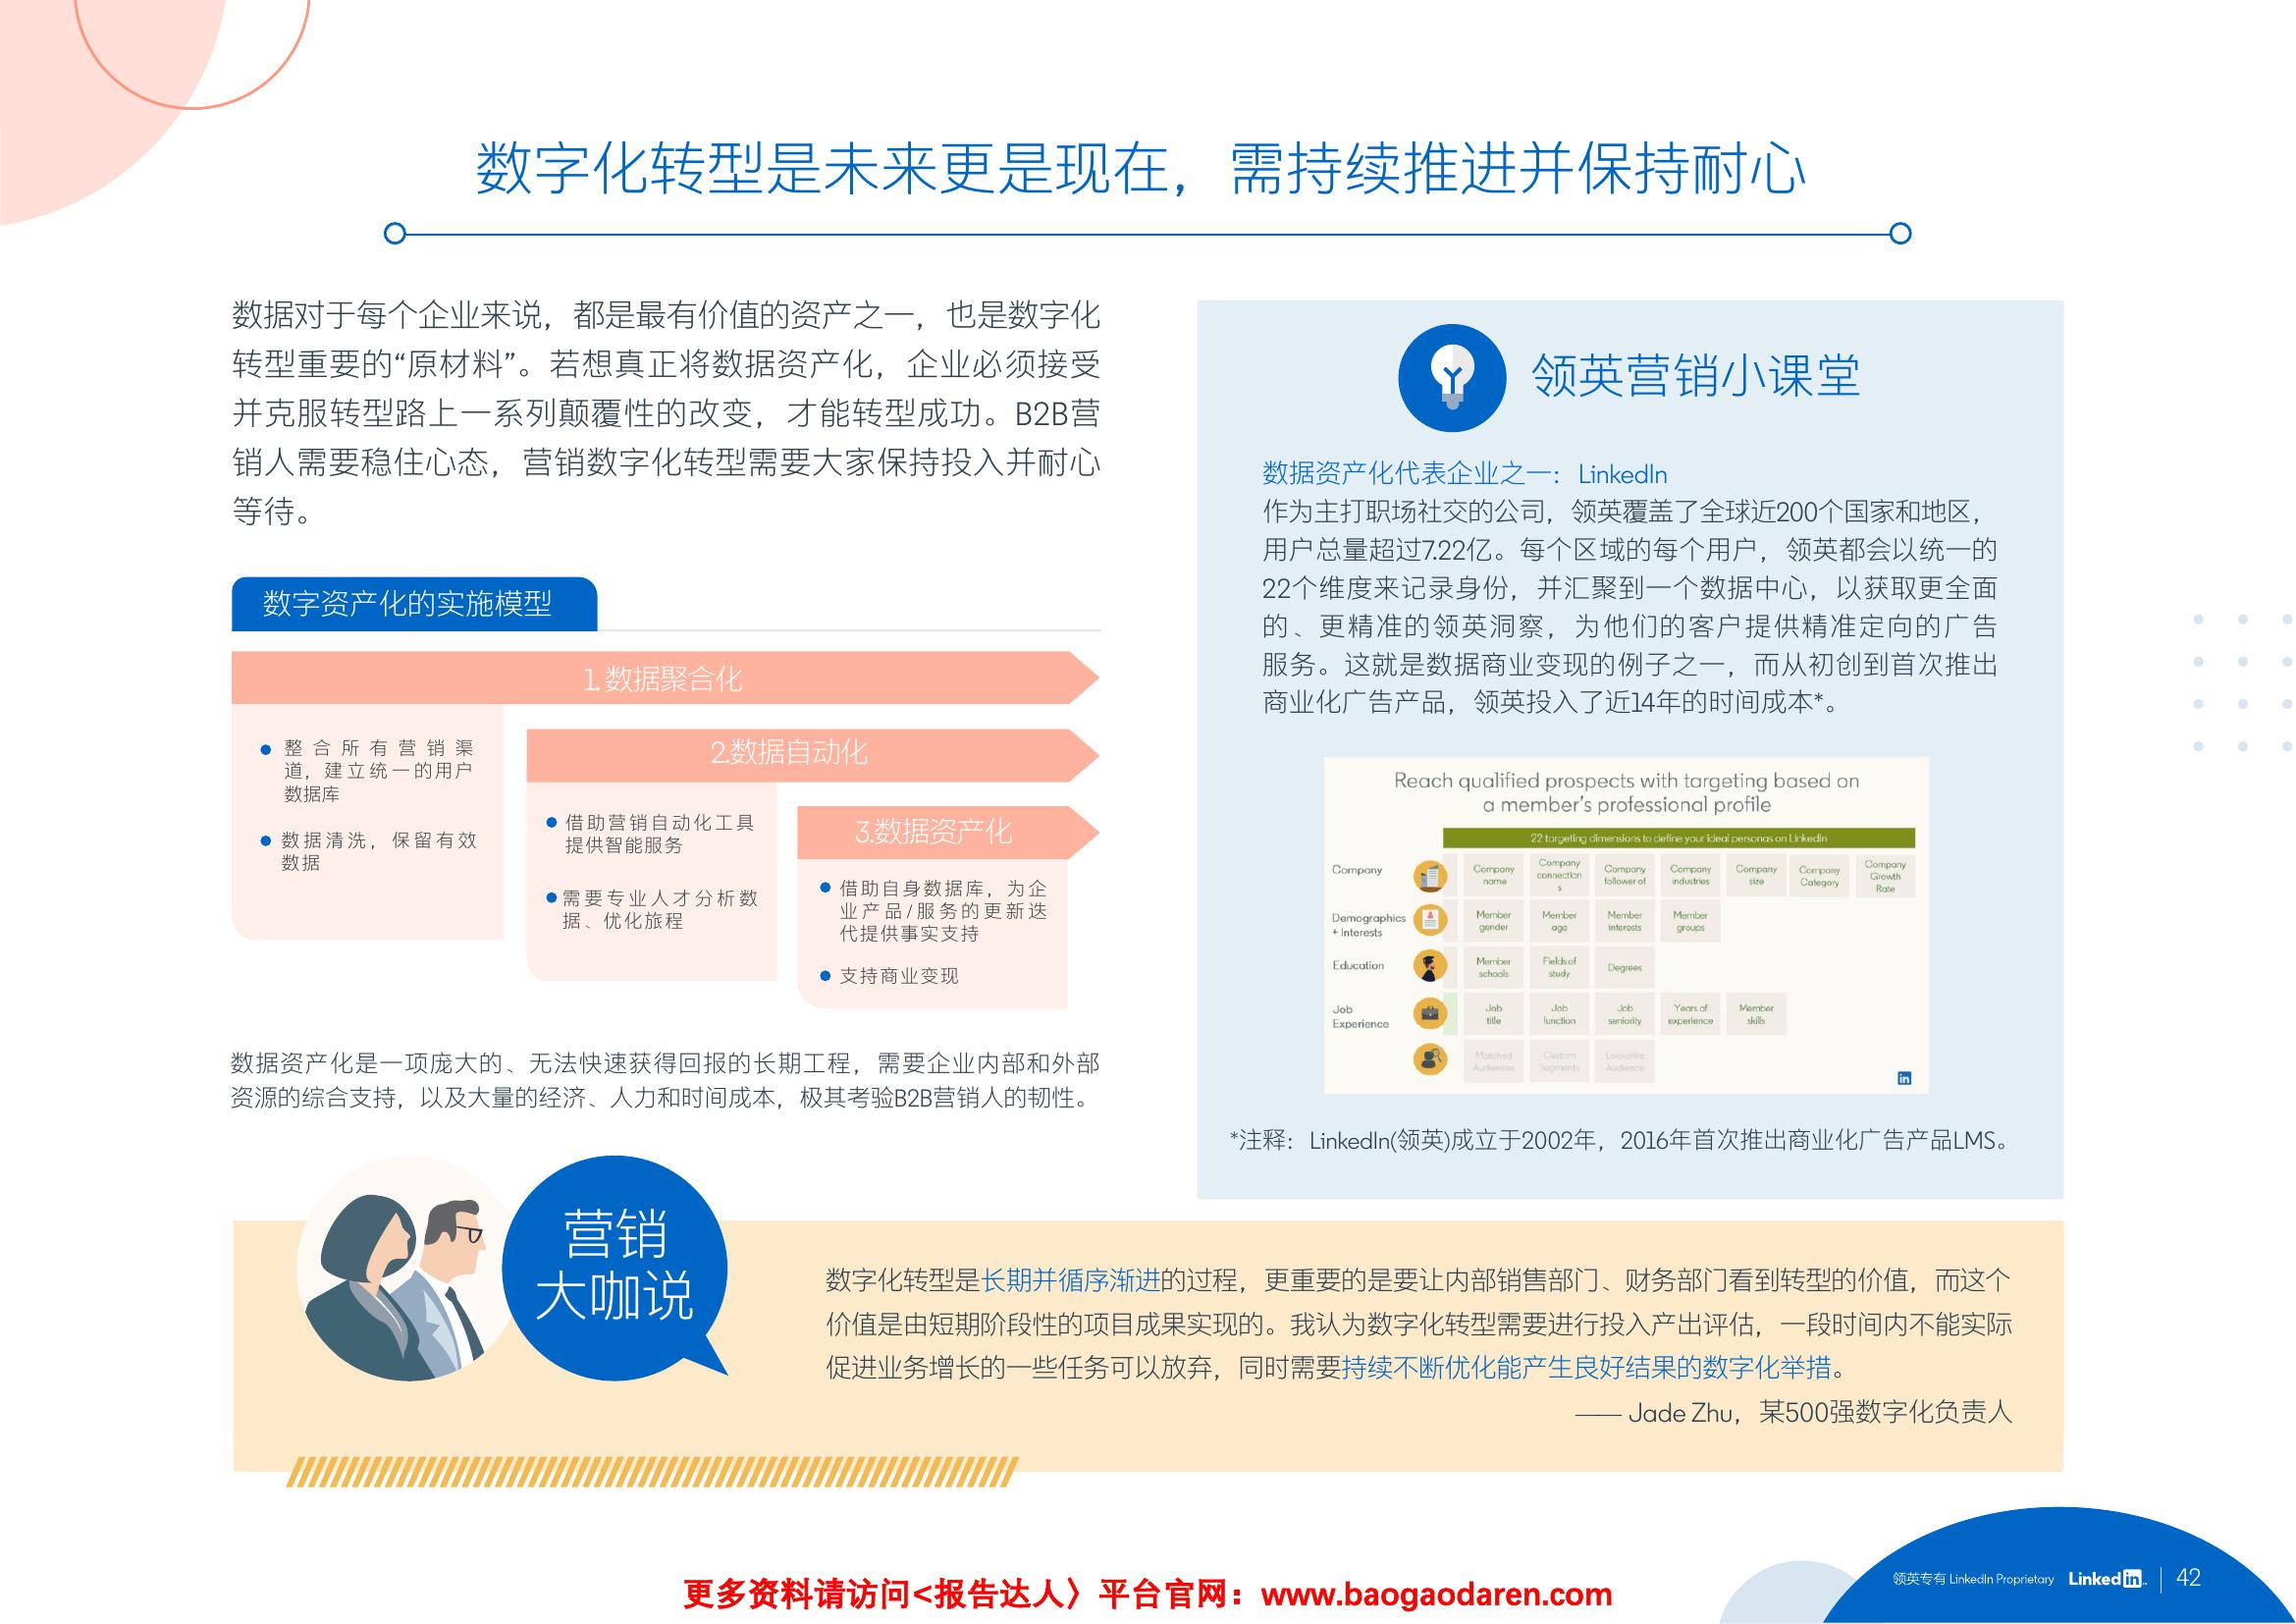 数字化转型是未来更是现在，需持续推进并保持耐心
数据对于每个企业来说，都是最有价值的资产之一，也是数字化
转型重要的“原材料”。若想真正将数据资产化，企业必须接受
并克服转型路上一系列颠覆性的改变，才能转型成功。B2B营
销人需要稳住心态，营销数字化转型需要大家保持投入并耐心
等待。
数字资产化的实施模型
1.数据聚合化
整合所有营销渠
道，建立统一的用户
数据库
数据清洗，保留有效
数据
2.数据自动化
借助营销自动化工具
提供智能服务
需要专业人才分析数
据、优化旅程
3.数据资产化
借助自身数据库，为企
业产品/服务的更新迭
代提供事实支持
支持商业变现
数据资产化是一项庞大的、无法快速获得回报的长期工程，需要企业内部和外部
资源的综合支持，以及大量的经济、人力和时间成本，极其考验B2B营销人的韧性。
领英营销小课堂
数据资产化代表企业之一：LinkedIn
作为主打职场社交的公司，领英覆盖了全球近200个国家和地区，
用户总量超过7.22亿。每个区域的每个用户，领英都会以统一的
22个维度来记录身份，并汇聚到一个数据中心，以获取更全面
的、更精准的领英洞察，为他们的客户提供精准定向的广告
服务。这就是数据商业变现的例子之一，而从初创到首次推出
商业化广告产品，领英投入了近14年的时间成本*。
Reach qualified prospects with targeting based on
a member's professional profile
22 targeting dimensions to define your ideal personas on LinkedIn
Company
Company
name
Company
connection
s
Company
follower of
Company
industries
Company
size
Company
Category
Company
Growth
Rate
Demographics
+ Interests
Member
gender
Member
age
Member
interests
Member
groups
Education
Member
schools
Fields of
study
Degrees
Job
Experience
Job
title
Job
function
Job
seniority
Years of
experience
Member
skills
Matched
Audiences
Custom
Segments
Lookalike
Audience
in
*注释：LinkedIn(领英)成立于2002年，2016年首次推出商业化广告产品LMS。
营销
大咖说
数字化转型是长期并循序渐进的过程，更重要的是要让内部销售部门、财务部门看到转型的价值，而这个
价值是由短期阶段性的项目成果实现的。我认为数字化转型需要进行投入产出评估，一段时间内不能实际
促进业务增长的一些任务可以放弃，同时需要持续不断优化能产生良好结果的数字化举措。
—— Jade Zhu，某500强数字化负责人
更多资料请访问<报告达人〉平台官网：www.baogaodaren.com
领英专有 LinkedIn Proprietary LinkedIn 42